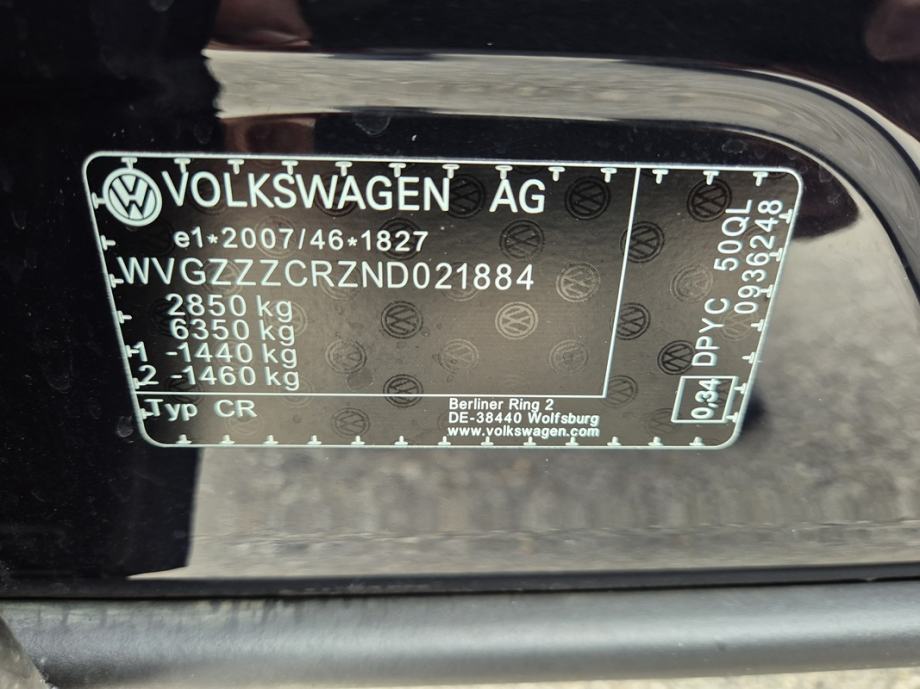 VOLKSWAGEN AG
e1*2007/46*1827
WVGZZZCRZND021884
2850 kg
6350 kg
1 -1440 kg
2 -1460 kg
Typ CR
Berliner Ring 2
DE-38440 Wolfsburg
www.volkswagen.com
0,34
DPYC 50QL
0936248